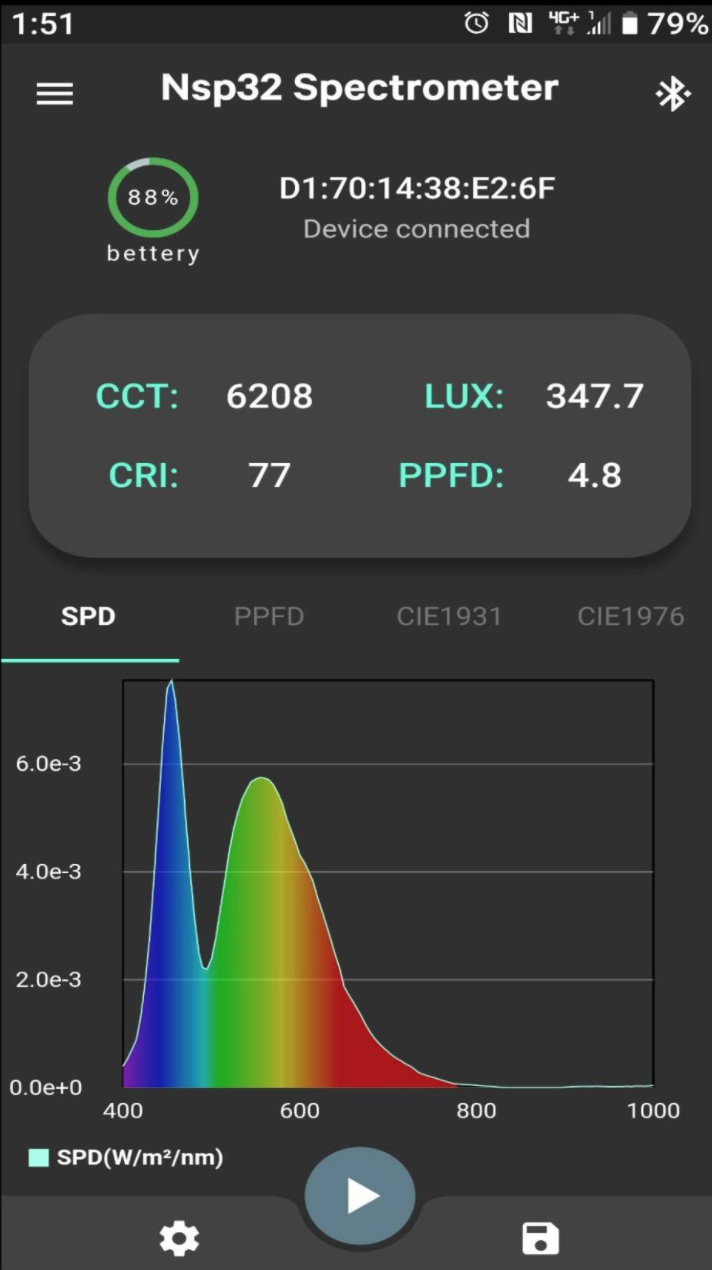 1:51 4G+ 1 79%
Nsp32 Spectrometer
88%
bettery
D1:70:14:38:E2:6F
Device connected
CCT: 6208 LUX: 347.7
CRI: 77 PPFD: 4.8
SPD PPFD CIE1931 CIE1976
6.0e-3
4.0e-3
2.0e-3
0.0e+0
400 600 800 1000
SPD(W/m²/nm)